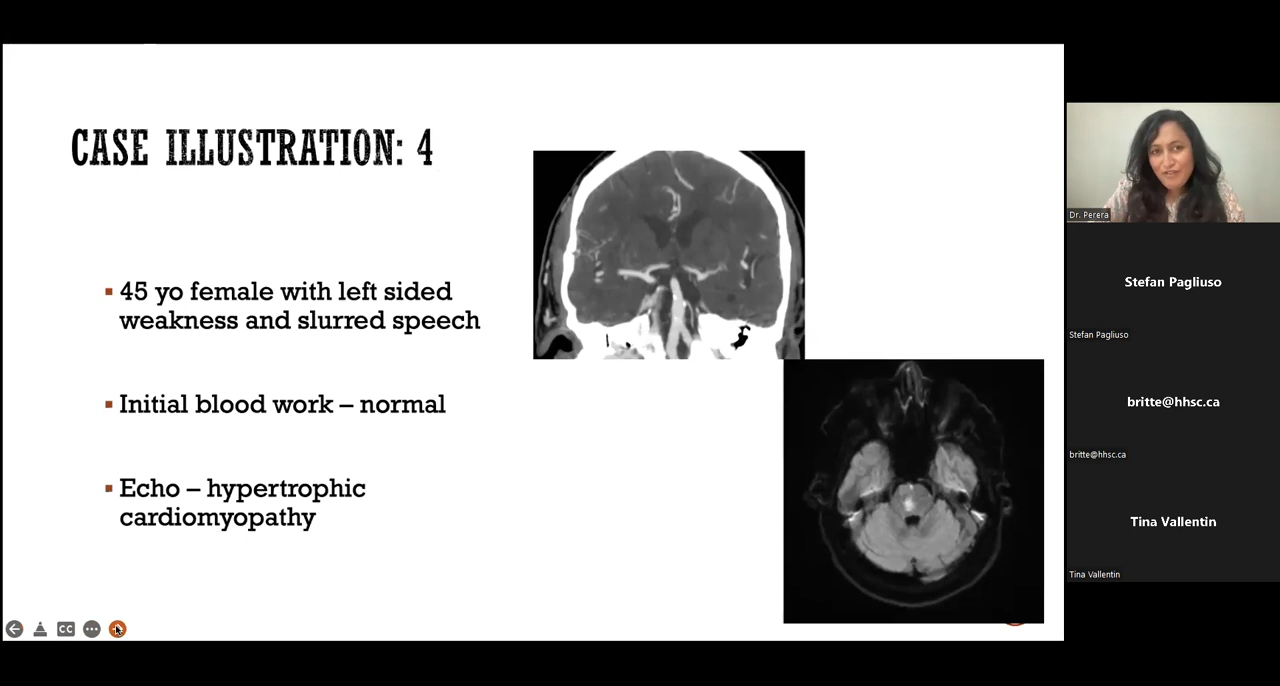 CASE ILLUSTRATION: 4
▪ 45 yo female with left sided
weakness and slurred speech
▪ Initial blood work – normal
▪ Echo – hypertrophic
cardiomyopathy
CC
Dr. Perera
Stefan Pagliuso
Stefan Pagliuso
britte@hhsc.ca
britte@hhsc.ca
Tina Vallentin
Tina Vallentin